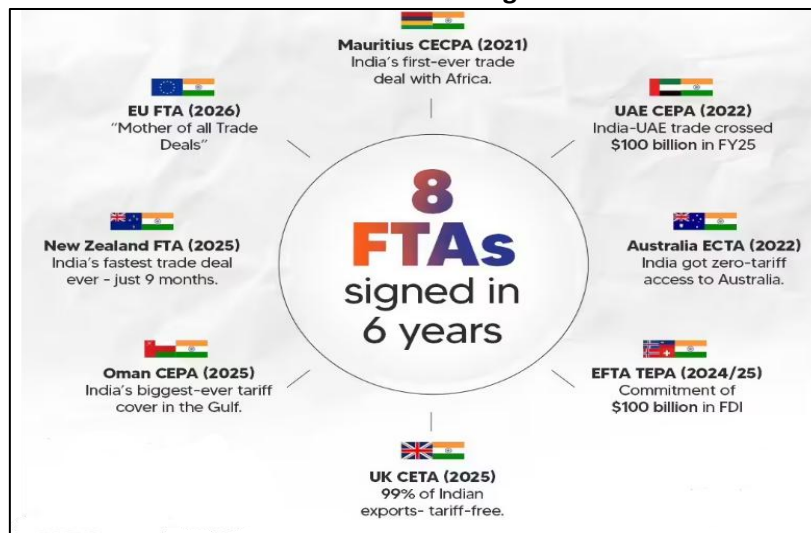 Mauritius CECPA (2021)
India's first-ever trade
deal with Africa.
EU FTA (2026)
"Mother of all Trade
Deals"
UAE CEPA (2022)
India-UAE trade crossed
$100 billion in FY25
8
FTAs
signed in
6 years
New Zealand FTA (2025)
India's fastest trade deal
ever - just 9 months.
Australia ECTA (2022)
India got zero-tariff
access to Australia.
Oman CEPA (2025)
India's biggest-ever tariff
cover in the Gulf.
EFTA TEPA (2024/25)
Commitment of
$100 billion in FDI
UK CETA (2025)
99% of Indian
exports- tariff-free.